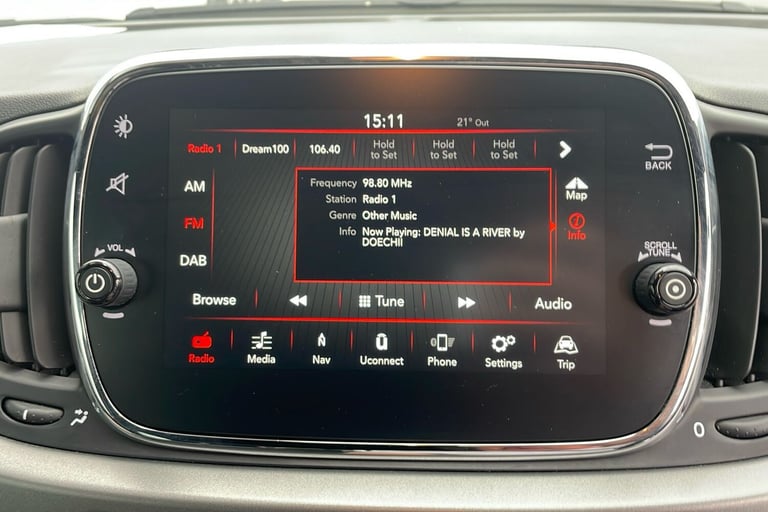 15:11 21° Out
Radio 1 Dream100 106.40 Hold to Set Hold to Set Hold to Set
BACK
AM
FM
DAB
Frequency 98.80 MHz
Station Radio 1
Genre Other Music
Info Now Playing: DENIAL IS A RIVER by
DOECHII
Map
Info
VOL
SCROLL
TUNE
Browse Tune Audio
Radio Media Nav Uconnect Phone Settings Trip
0